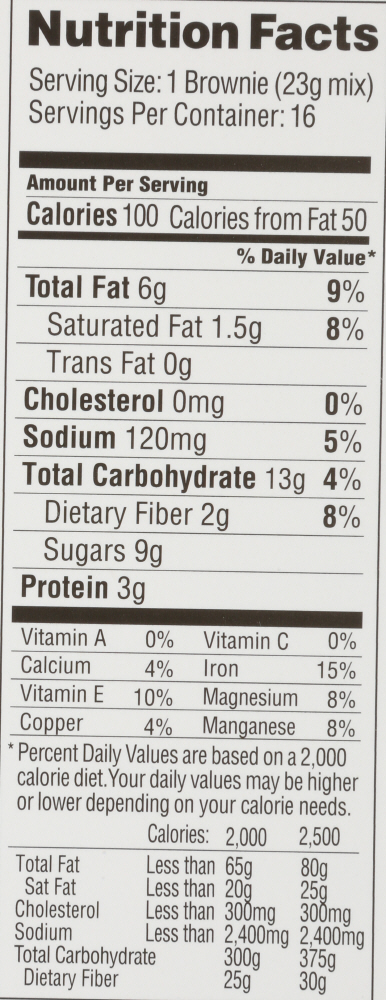 Nutrition Facts
Serving Size: 1 Brownie (23g mix)
Servings Per Container: 16
Amount Per Serving
Calories 100 Calories from Fat 50
% Daily Value*
Total Fat 6g 9%
Saturated Fat 1.5g 8%
Trans Fat 0g
Cholesterol 0mg 0%
Sodium 120mg 5%
Total Carbohydrate 13g 4%
Dietary Fiber 2g 8%
Sugars 9g
Protein 3g
Vitamin A 0% Vitamin C 0%
Calcium 4% Iron 15%
Vitamin E 10% Magnesium 8%
Copper 4% Manganese 8%
* Percent Daily Values are based on a 2,000
calorie diet. Your daily values may be higher
or lower depending on your calorie needs.
Calories: 2,000 2,500
Total Fat Less than 65g 80g
Sat Fat Less than 20g 25g
Cholesterol Less than 300mg 300mg
Sodium Less than 2,400mg 2,400mg
Total Carbohydrate 300g 375g
Dietary Fiber 25g 30g